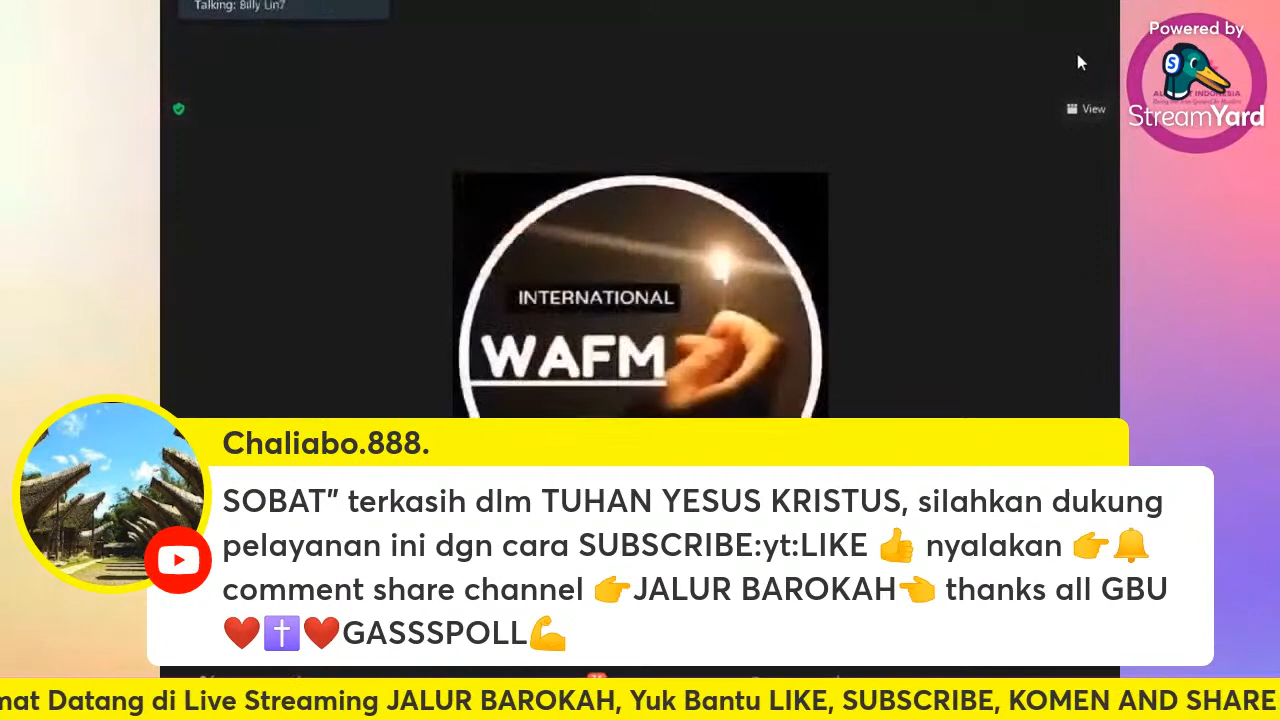 Talking: Billy Lin7
Powered by
StreamYard
View
INTERNATIONAL
WAFM
Chaliabo.888.
SOBAT” terkasih dlm TUHAN YESUS KRISTUS, silahkan dukung
pelayanan ini dgn cara SUBSCRIBE:yt:LIKE 👍 nyalakan 👉🔔
comment share channel 👉JALUR BAROKAH👈 thanks all GBU
❤️✝️❤️GASSSPOLL💪
mat Datang di Live Streaming JALUR BAROKAH, Yuk Bantu LIKE, SUBSCRIBE, KOMEN AND SHARE